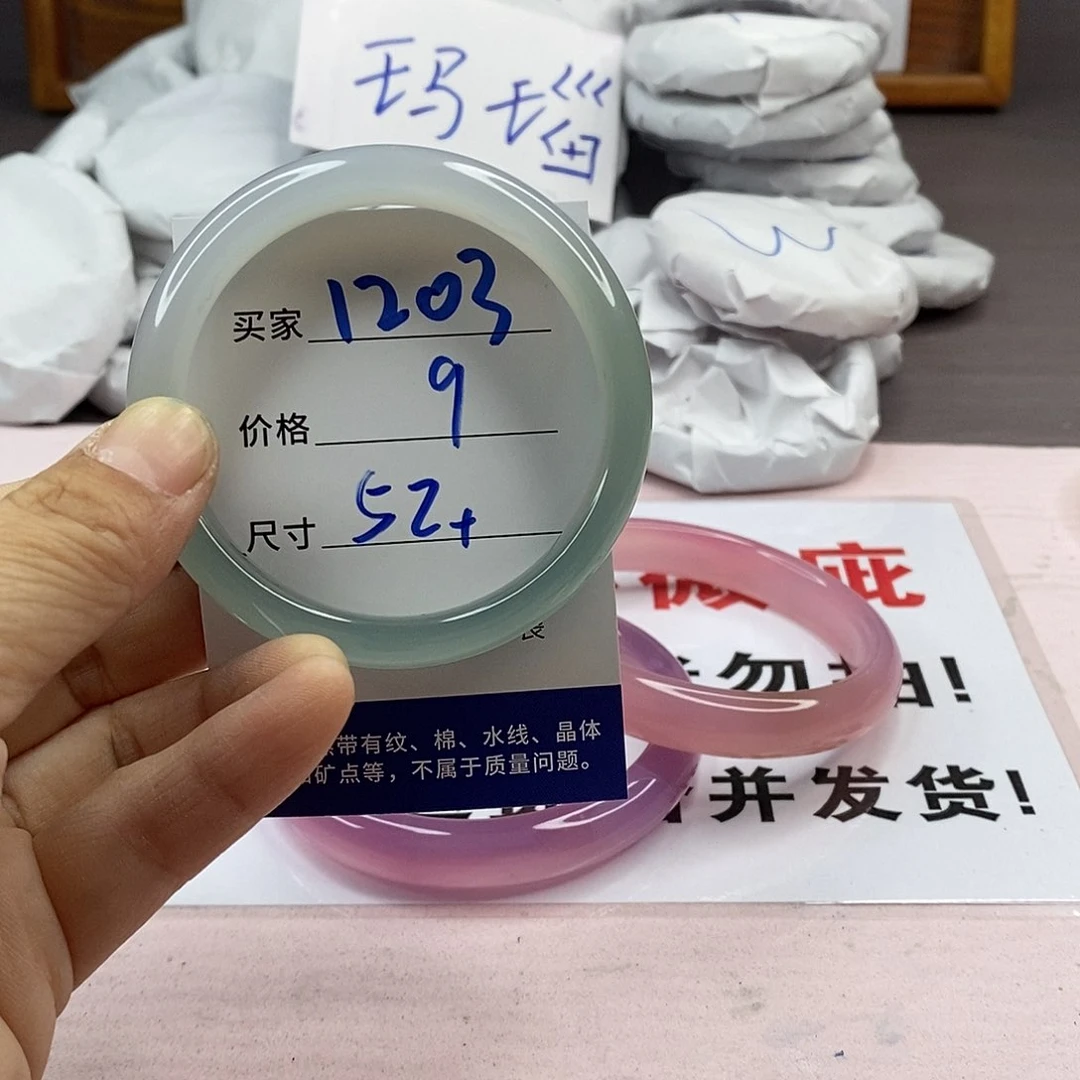 玛瑙
买家 1203
价格 9
尺寸 52+
带有纹、棉、水线、晶体
矿点等，不属于质量问题。
微疵
勿拍!
并发货!